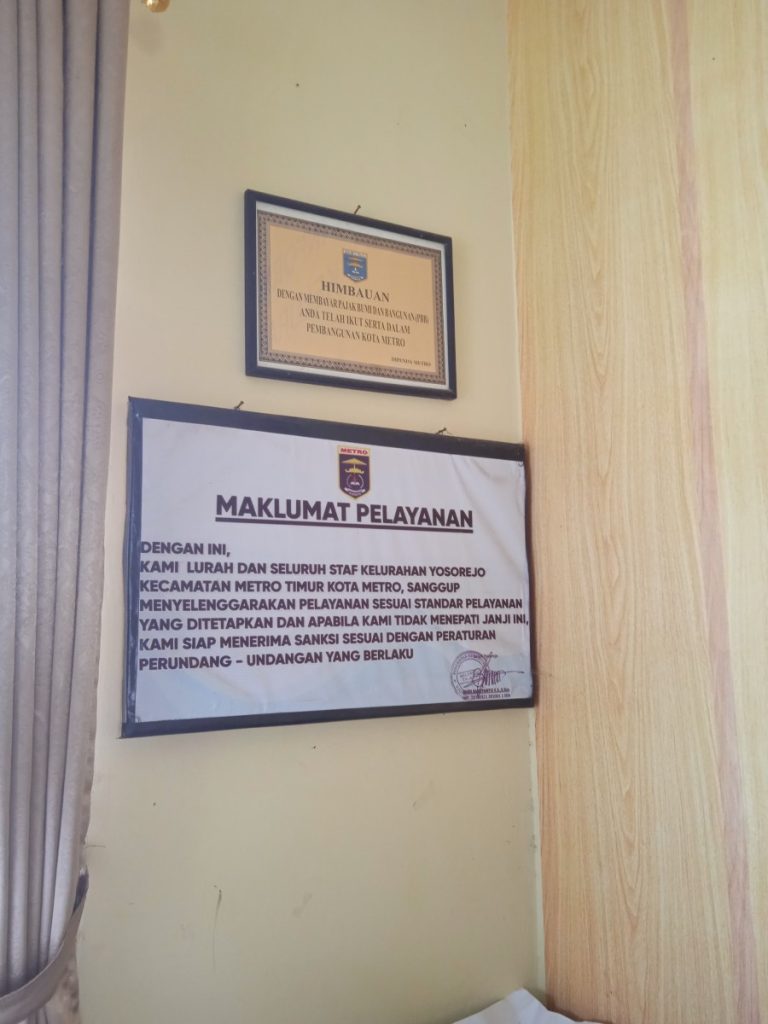 HIMBAUAN
DENGAN MEMBAYAR PAJAK BUMI DAN BANGUNAN (PBB)
ANDA TELAH IKUT SERTA DALAM
PEMBANGUNAN KOTA METRO
DIPENDA METRO
METRO
MAKLUMAT PELAYANAN
DENGAN INI,
KAMI LURAH DAN SELURUH STAF KELURAHAN YOSOREJO
KECAMATAN METRO TIMUR KOTA METRO, SANGGUP
MENYELENGGARAKAN PELAYANAN SESUAI STANDAR PELAYANAN
YANG DITETAPKAN DAN APABILA KAMI TIDAK MENEPATI JANJI INI,
KAMI SIAP MENERIMA SANKSI SESUAI DENGAN PERATURAN
PERUNDANG - UNDANGAN YANG BERLAKU